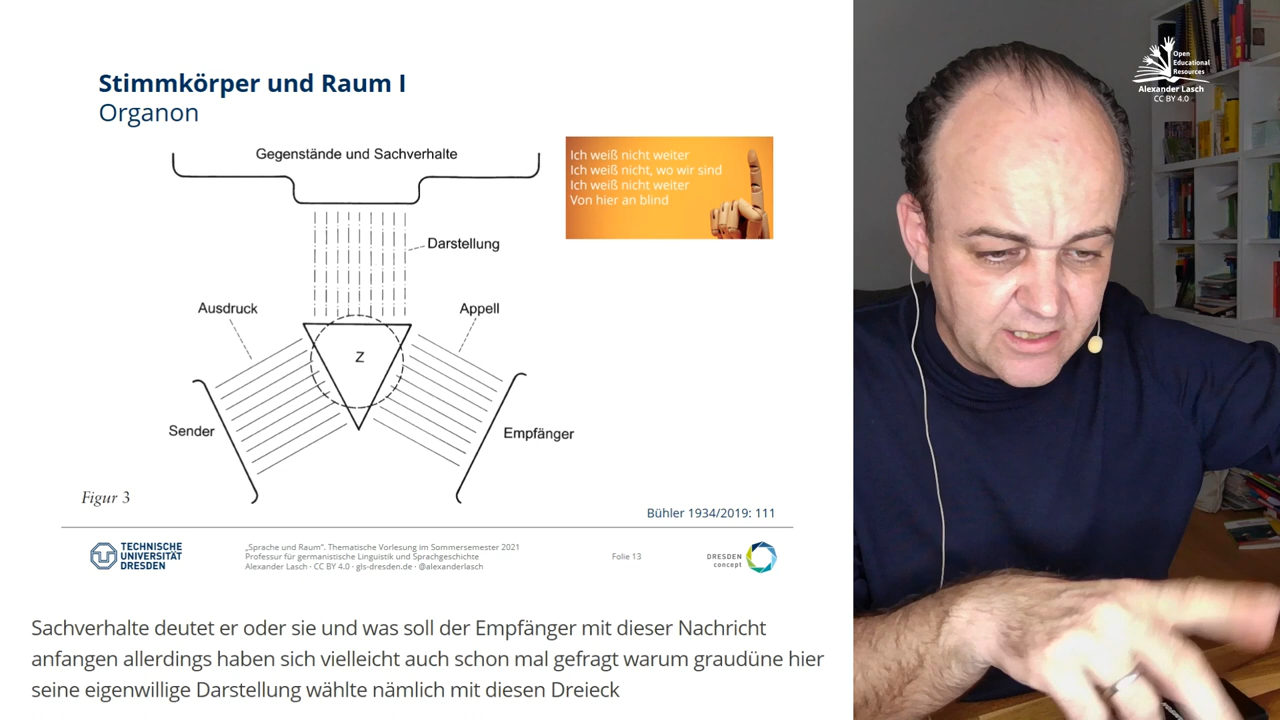 Stimmkörper und Raum I
Organon
Gegenstände und Sachverhalte
Ich weiß nicht weiter
Ich weiß nicht, wo wir sind
Ich weiß nicht weiter
Von hier an blind
Darstellung
Ausdruck
Appell
Z
Sender
Empfänger
Figur 3
Bühler 1934/2019: 111
TECHNISCHE
UNIVERSITÄT
DRESDEN
„Sprache und Raum“. Thematische Vorlesung im Sommersemester 2021
Professur für germanistische Linguistik und Sprachgeschichte
Alexander Lasch · CC BY 4.0 · gls-dresden.de · @alexanderlasch
Folie 13
DRESDEN
concept
Sachverhalte deutet er oder sie und was soll der Empfänger mit dieser Nachricht
anfangen allerdings haben sich vielleicht auch schon mal gefragt warum graudüne hier
seine eigenwillige Darstellung wählte nämlich mit diesen Dreieck
Open
Educational
Resources
Alexander Lasch
CC BY 4.0